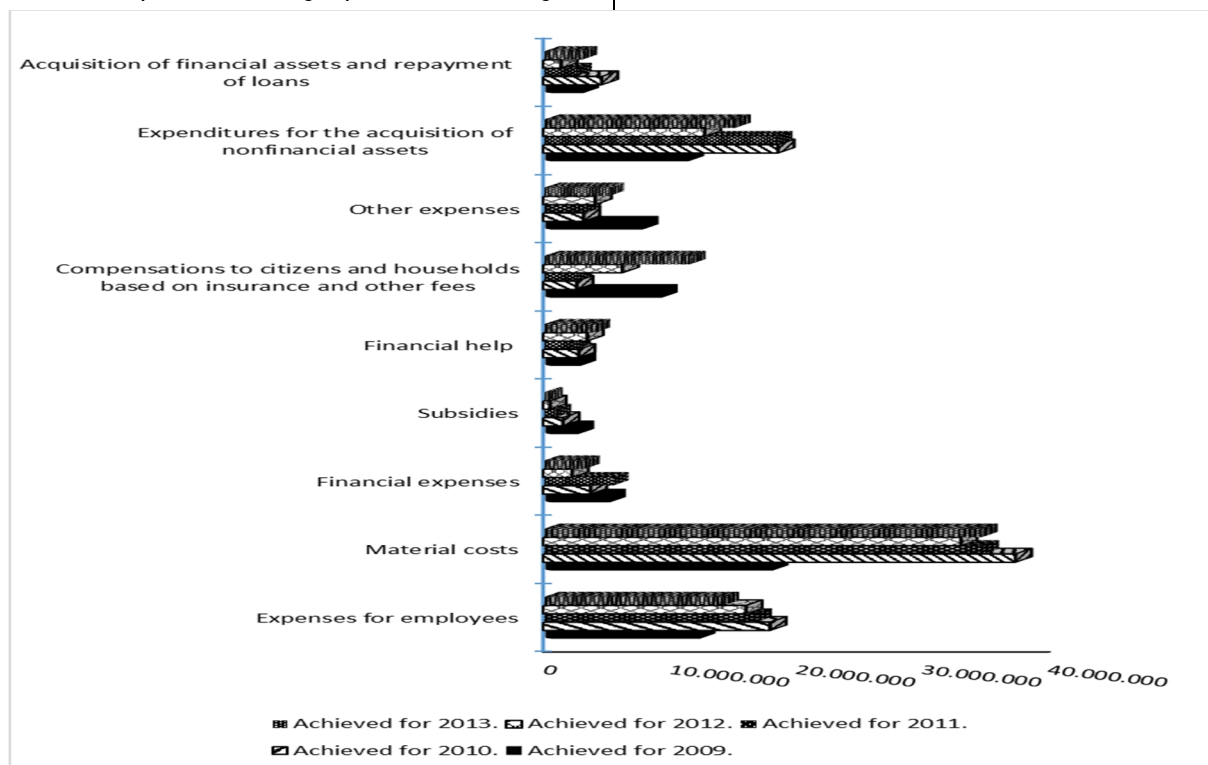 Acquisition of financial assets and repayment
of loans
Expenditures for the acquisition of
nonfinancial assets
Other expenses
Compensations to citizens and households
based on insurance and other fees
Financial help
Subsidies
Financial expenses
Material costs
Expenses for employees
0 10.000.000 20.000.000 30.000.000 40.000.000
Achieved for 2013. Achieved for 2012. Achieved for 2011.
Achieved for 2010. Achieved for 2009.